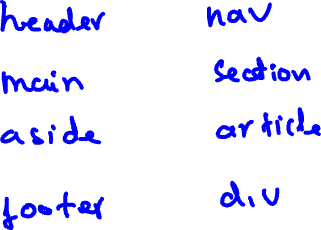 header nav
main section
aside article
footer div